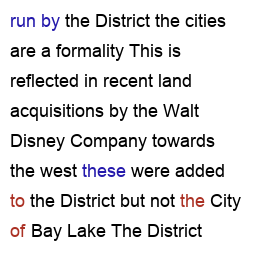 run by the District the cities
are a formality This is
reflected in recent land
acquisitions by the Walt
Disney Company towards
the west these were added
to the District but not the City
of Bay Lake The District